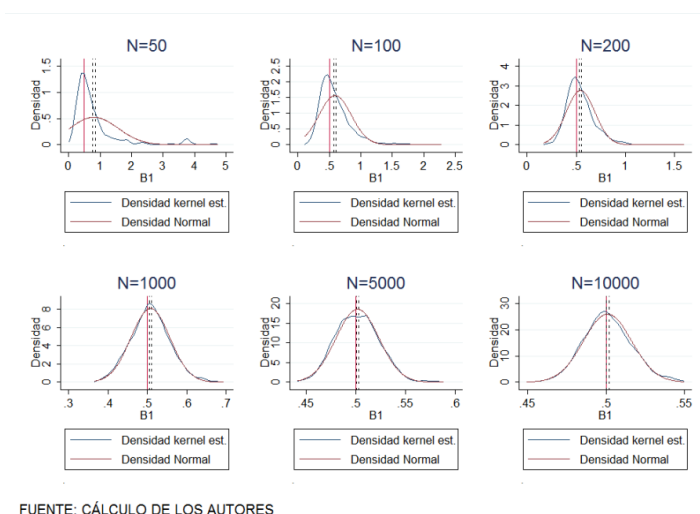 N=50
N=100
N=200
Densidad
0 .5 1 1.5
0 1 2 3 4 5
B1
Densidad
0 .5 1 1.5 2 2.5
0 .5 1 1.5 2 2.5
B1
Densidad
0 1 2 3 4
0 .5 1 1.5
B1
Densidad kernel est.
Densidad Normal
Densidad kernel est.
Densidad Normal
Densidad kernel est.
Densidad Normal
N=1000
N=5000
N=10000
Densidad
0 2 4 6 8
.3 .4 .5 .6 .7
B1
Densidad
0 5 10 15 20
.45 .5 .55 .6
B1
Densidad
0 10 20 30
.45 .5 .55
B1
Densidad kernel est.
Densidad Normal
Densidad kernel est.
Densidad Normal
Densidad kernel est.
Densidad Normal
FUENTE: CÁLCULO DE LOS AUTORES